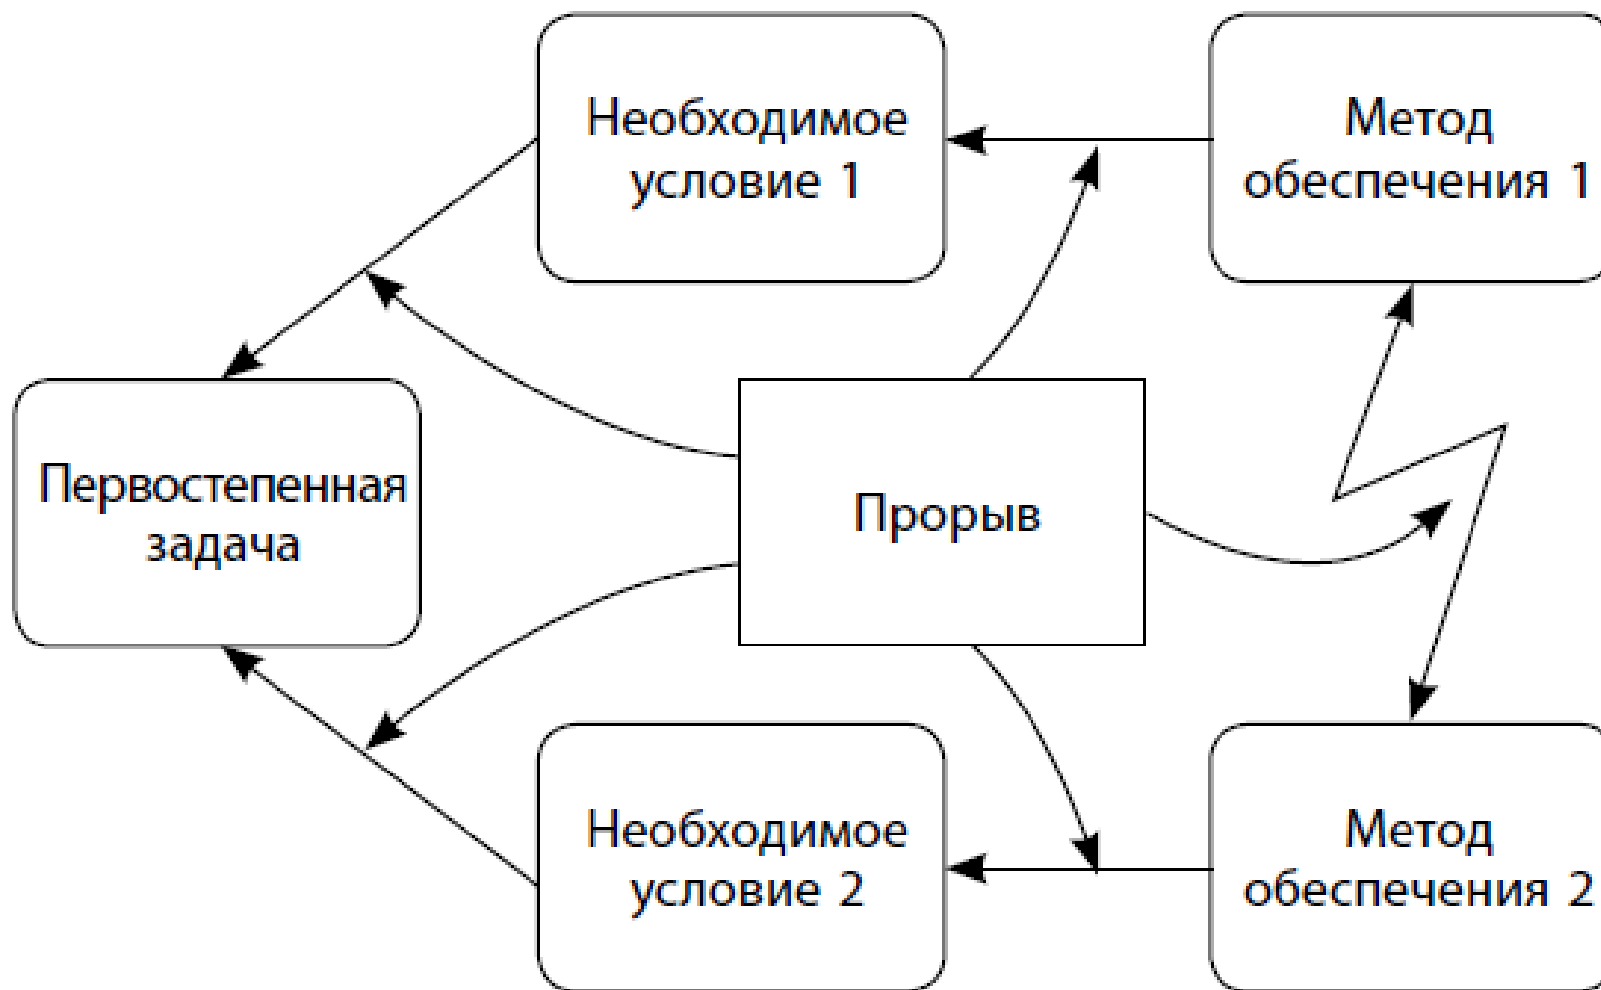 Необходимое
условие 1
Метод
обеспечения 1
Первостепенная
задача
Прорыв
Необходимое
условие 2
Метод
обеспечения 2